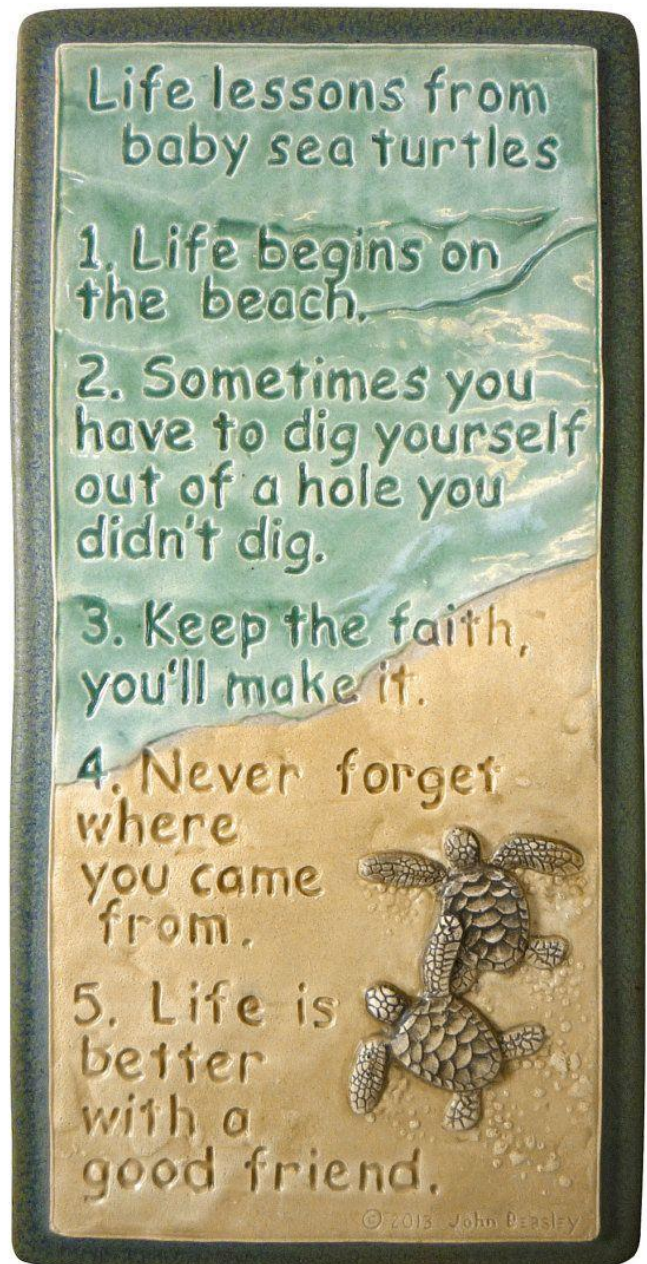 Life lessons from
baby sea turtles
1. Life begins on
the beach.
2. Sometimes you
have to dig yourself
out of a hole you
didn't dig.
3. Keep the faith,
you'll make it.
4. Never forget
where
you came
from.
5. Life is
better
with a
good friend.
© 2013 John Beasley